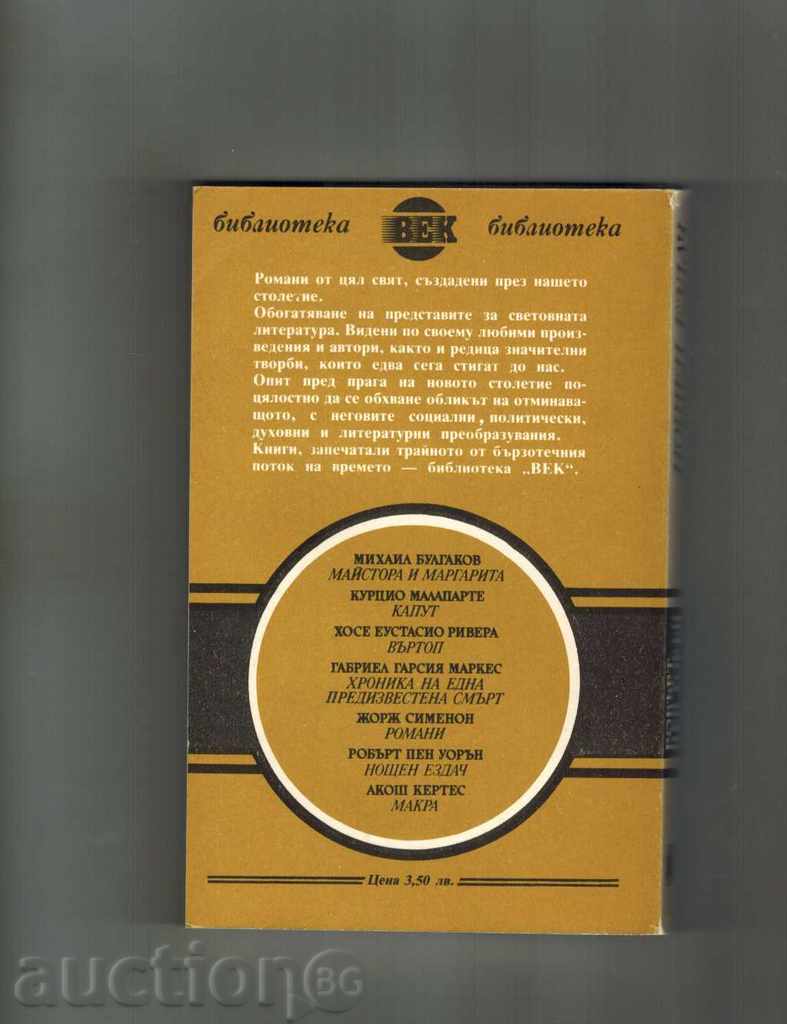 библиотека ВЕК библиотека
Романи от цял свят, създадени през нашето
столетие.
Обогатяване на представите за световната
литература. Видени по своему любими произ-
ведения и автори, както и редица значителни
творби, които едва сега стигат до нас.
Опит пред прага на новото столетие по-
цялостно да се обхване обликът на отминава-
щото, с неговите социални, политически,
духовни и литературни преобразувания.
Книги, запечатали трайното от бързотечния
поток на времето — библиотека „ВЕК“.
МИХАИЛ БУЛГАКОВ
МАЙСТОРА И МАРГАРИТА
КУРЦИО МАЛАПАРТЕ
КАПУТ
ХОСЕ ЕУСТАСИО РИВЕРА
ВЪРТОП
ГАБРИЕЛ ГАРСИЯ МАРКЕС
ХРОНИКА НА ЕДНА
ПРЕДИЗВЕСТЕНА СМЪРТ
ЖОРЖ СИМЕНОН
РОМАНИ
РОБЪРТ ПЕН УОРЪН
НОЩЕН ЕЗДАЧ
АКОШ КЕРТЕС
МАКРА
Цена 3,50 лв.
auctionBG